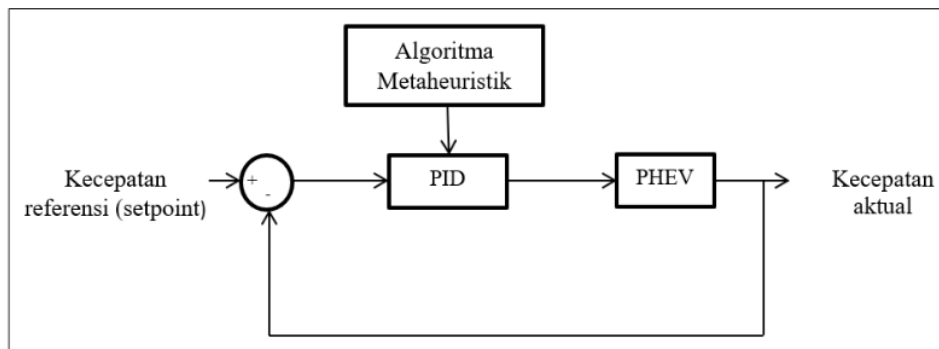 Algoritma
Metaheuristik
Kecepatan
referensi (setpoint)
+
-
PID
PHEV
Kecepatan
aktual